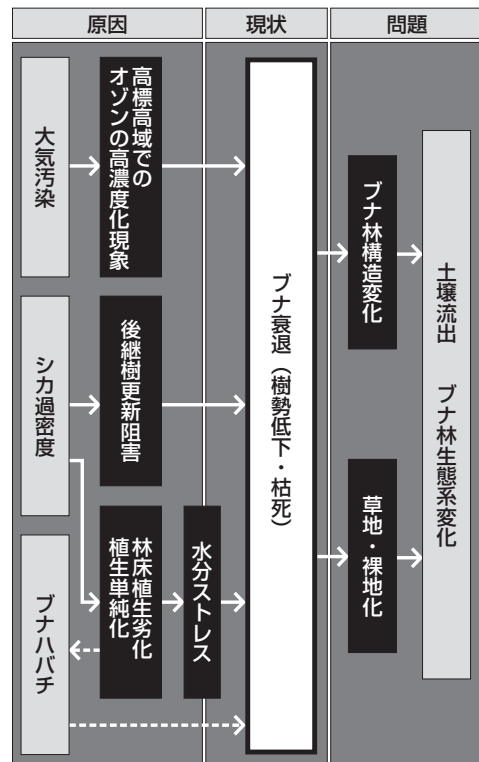 原因
現状
問題
大気汚染
高標高域での
オゾンの高濃度化現象
シカ過密度
後継樹更新阻害
ブナハバチ
林床植生劣化
植生単純化
水分ストレス
ブナ衰退（樹勢低下・枯死）
ブナ林構造変化
草地・裸地化
土壌流出　ブナ林生態系変化